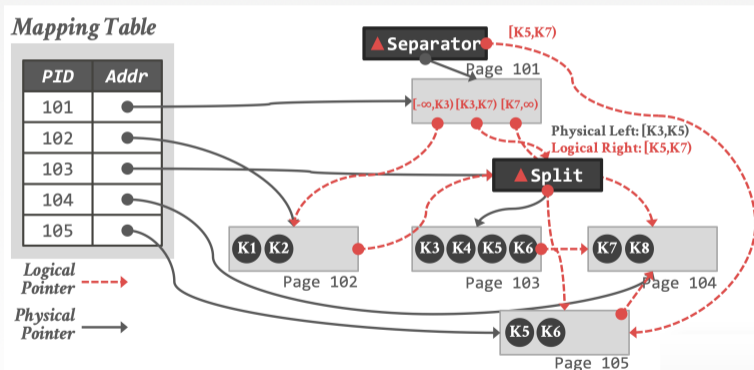 Mapping Table
PID Addr
101
102
103
104
105
▲Separator
[K5,K7)
Page 101
[-∞,K3) [K3,K7) [K7,∞)
Physical Left: [K3,K5)
Logical Right: [K5,K7)
▲Split
K1 K2
Page 102
K3 K4 K5 K6
Page 103
K7 K8
Page 104
K5 K6
Page 105
Logical
Pointer
Physical
Pointer